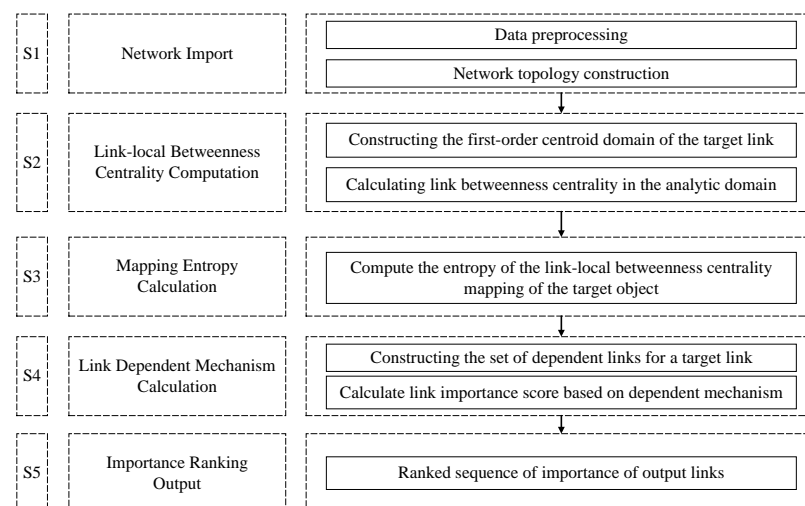 S1
Network Import
Data preprocessing
Network topology construction
S2
Link-local Betweenness
Centrality Computation
Constructing the first-order centroid domain of the target link
Calculating link betweenness centrality in the analytic domain
S3
Mapping Entropy
Calculation
Compute the entropy of the link-local betweenness centrality
mapping of the target object
S4
Link Dependent Mechanism
Calculation
Constructing the set of dependent links for a target link
Calculate link importance score based on dependent mechanism
S5
Importance Ranking
Output
Ranked sequence of importance of output links